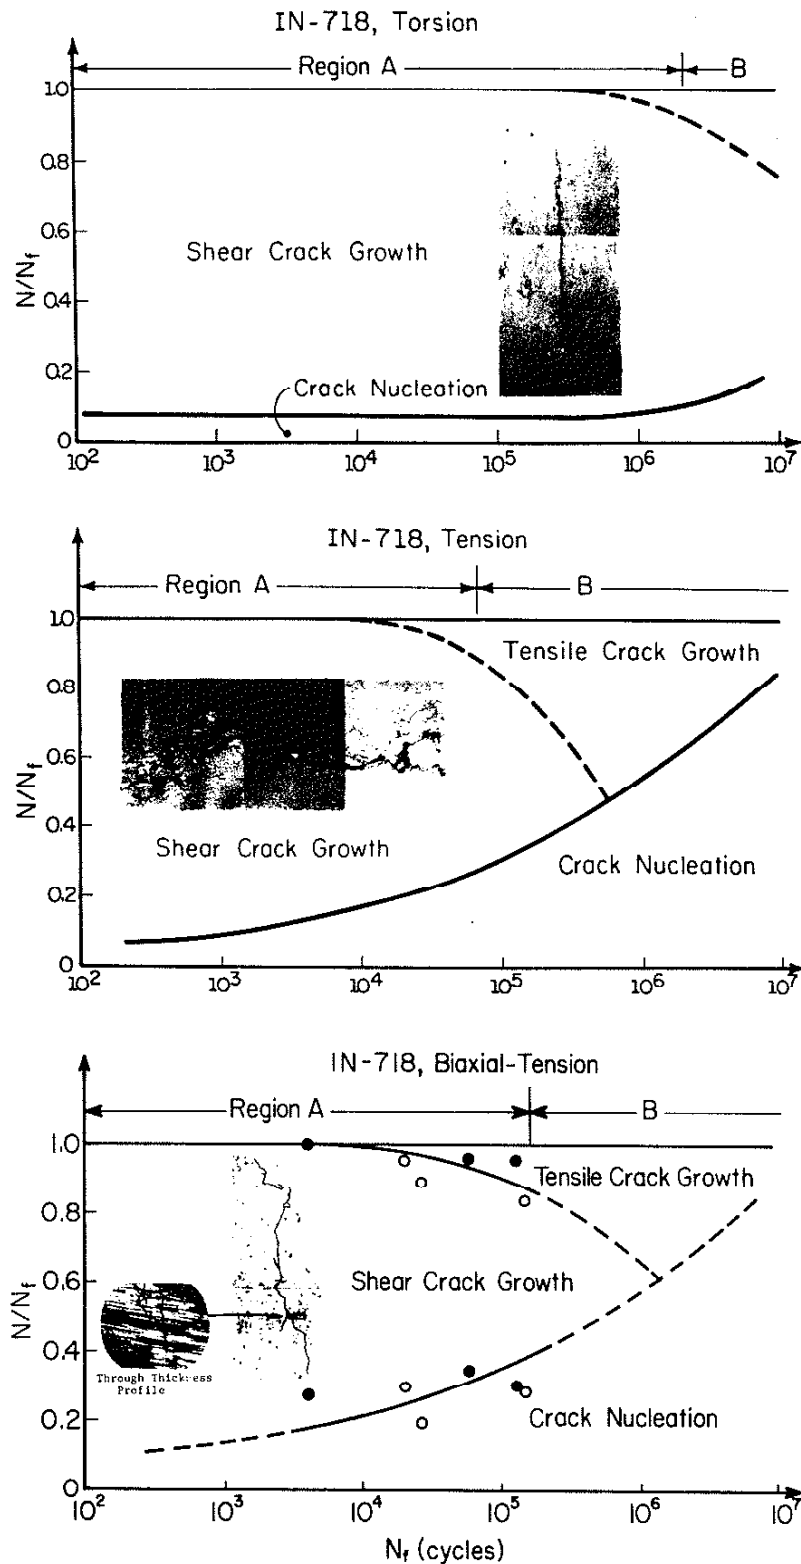 IN-718, Torsion
Region A
B
N/N_f
1.0
0.8
0.6
0.4
0.2
0
Shear Crack Growth
Crack Nucleation
10² 10³ 10⁴ 10⁵ 10⁶ 10⁷
IN-718, Tension
Region A
B
N/N_f
1.0
0.8
0.6
0.4
0.2
0
Tensile Crack Growth
Shear Crack Growth
Crack Nucleation
10² 10³ 10⁴ 10⁵ 10⁶ 10⁷
IN-718, Biaxial-Tension
Region A
B
N/N_f
1.0
0.8
0.6
0.4
0.2
0
Tensile Crack Growth
Shear Crack Growth
Through Thickness
Profile
Crack Nucleation
10² 10³ 10⁴ 10⁵ 10⁶ 10⁷
N_f (cycles)